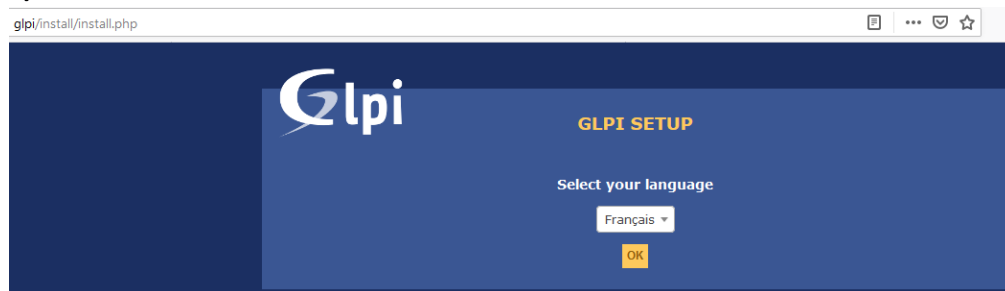 glpi/install/install.php
Glpi
GLPI SETUP
Select your language
Français
OK